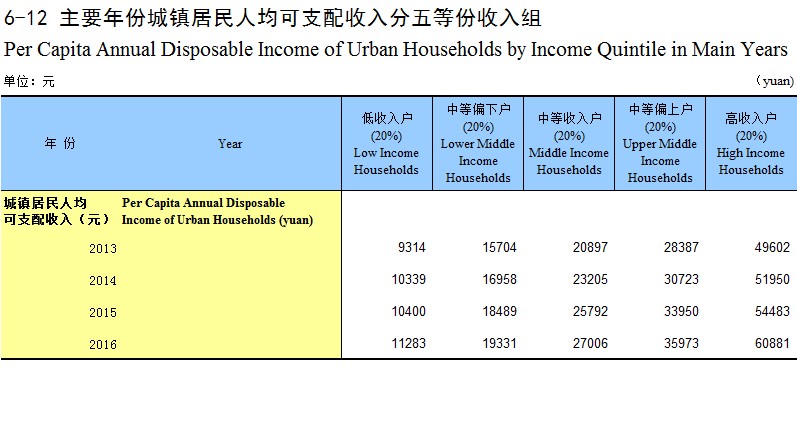 6-12 主要年份城镇居民人均可支配收入分五等份收入组
Per Capita Annual Disposable Income of Urban Households by Income Quintile in Main Years
单位：元 （yuan)
年 份 Year 低收入户 (20%) Low Income Households 中等偏下户 (20%) Lower Middle Income Households 中等收入户 (20%) Middle Income Households 中等偏上户 (20%) Upper Middle Income Households 高收入户 (20%) High Income Households
城镇居民人均 Per Capita Annual Disposable
可支配收入（元） Income of Urban Households (yuan)
2013 9314 15704 20897 28387 49602
2014 10339 16958 23205 30723 51950
2015 10400 18489 25792 33950 54483
2016 11283 19331 27006 35973 60881